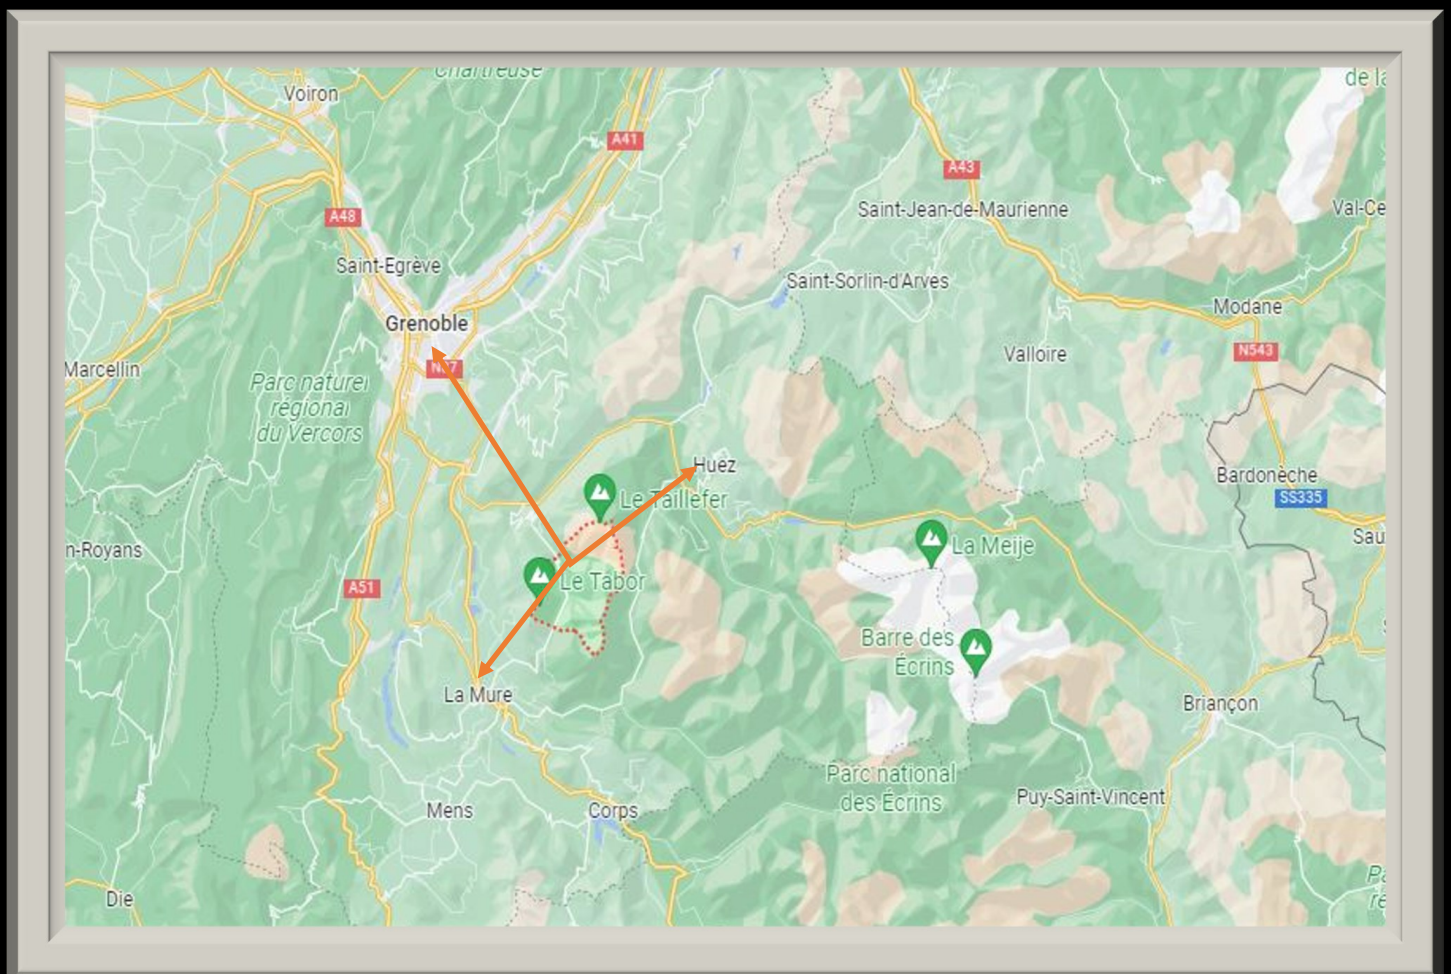 Chartreuse
de la
Voiron
A41
A43
Saint-Jean-de-Maurienne
Val-Ce
A48
Saint-Egrève
Saint-Sorlin-d'Arves
Modane
Grenoble
N543
Valloire
Marcellin
Parc naturel
régional
du Vercors
Huez
Bardonèche
SS335
Le Taillefer
Sau
n-Royans
La Meije
Le Tabor
A51
Barre des
Écrins
La Mure
Briançon
Parc national
des Écrins
Puy-Saint-Vincent
Mens
Corps
Die